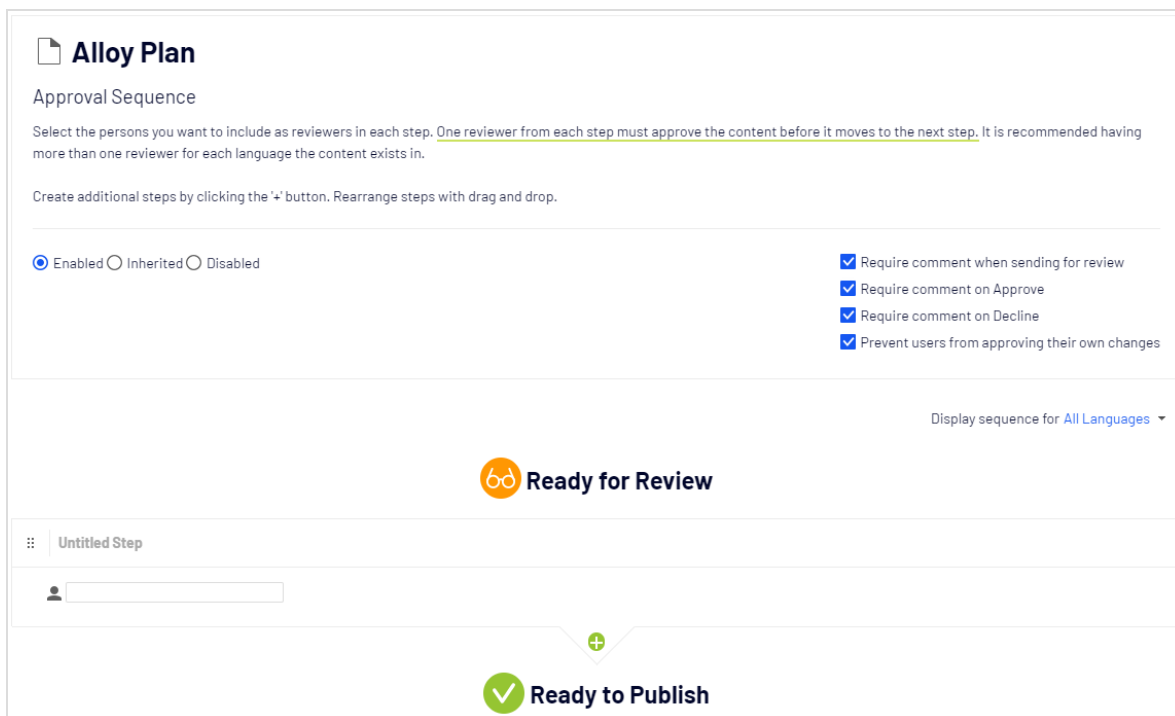 Alloy Plan
Approval Sequence
Select the persons you want to include as reviewers in each step. One reviewer from each step must approve the content before it moves to the next step. It is recommended having
more than one reviewer for each language the content exists in.
Create additional steps by clicking the '+' button. Rearrange steps with drag and drop.
Enabled Inherited Disabled
Require comment when sending for review
Require comment on Approve
Require comment on Decline
Prevent users from approving their own changes
Display sequence for All Languages
Ready for Review
Untitled Step
Ready to Publish